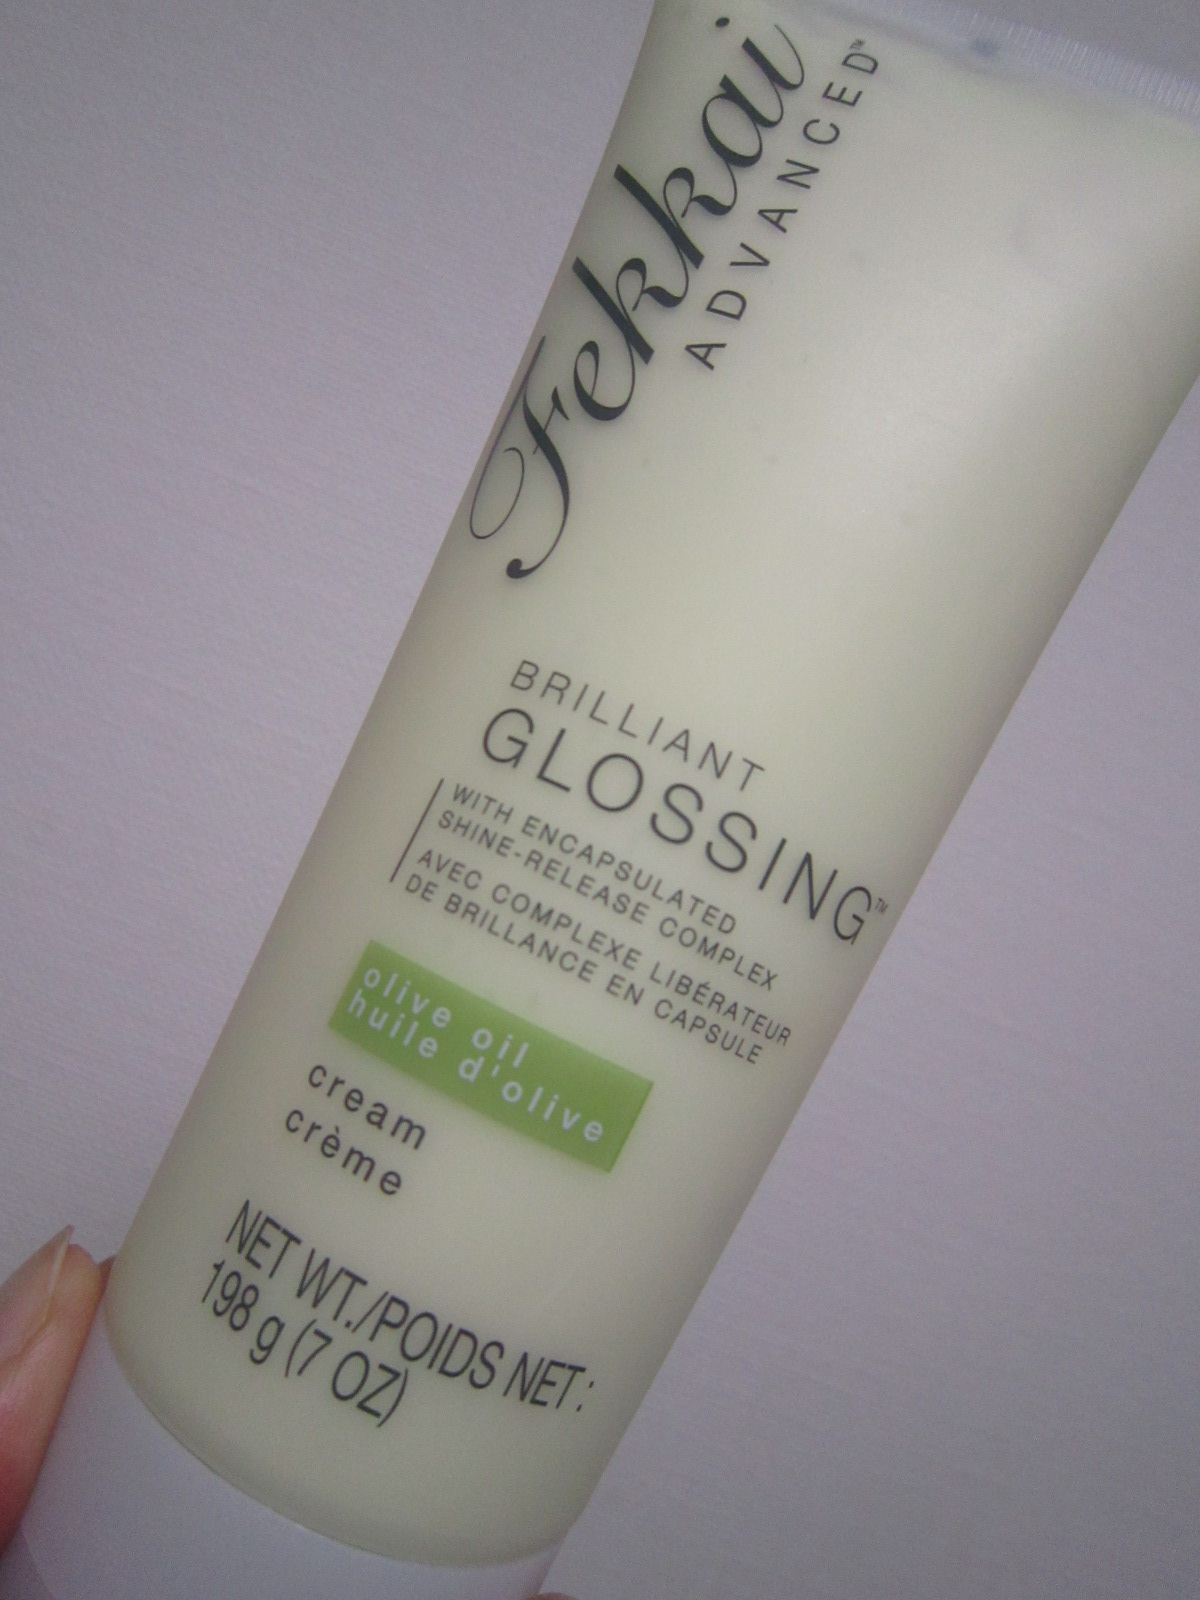 Fekkai
ADVANCED™
BRILLIANT
GLOSSING™
WITH ENCAPSULATED
SHINE-RELEASE COMPLEX
AVEC COMPLEXE LIBÉRATEUR
DE BRILLANCE EN CAPSULE
olive oil
huile d'olive
cream
crème
NET WT./POIDS NET:
198 g (7 OZ)